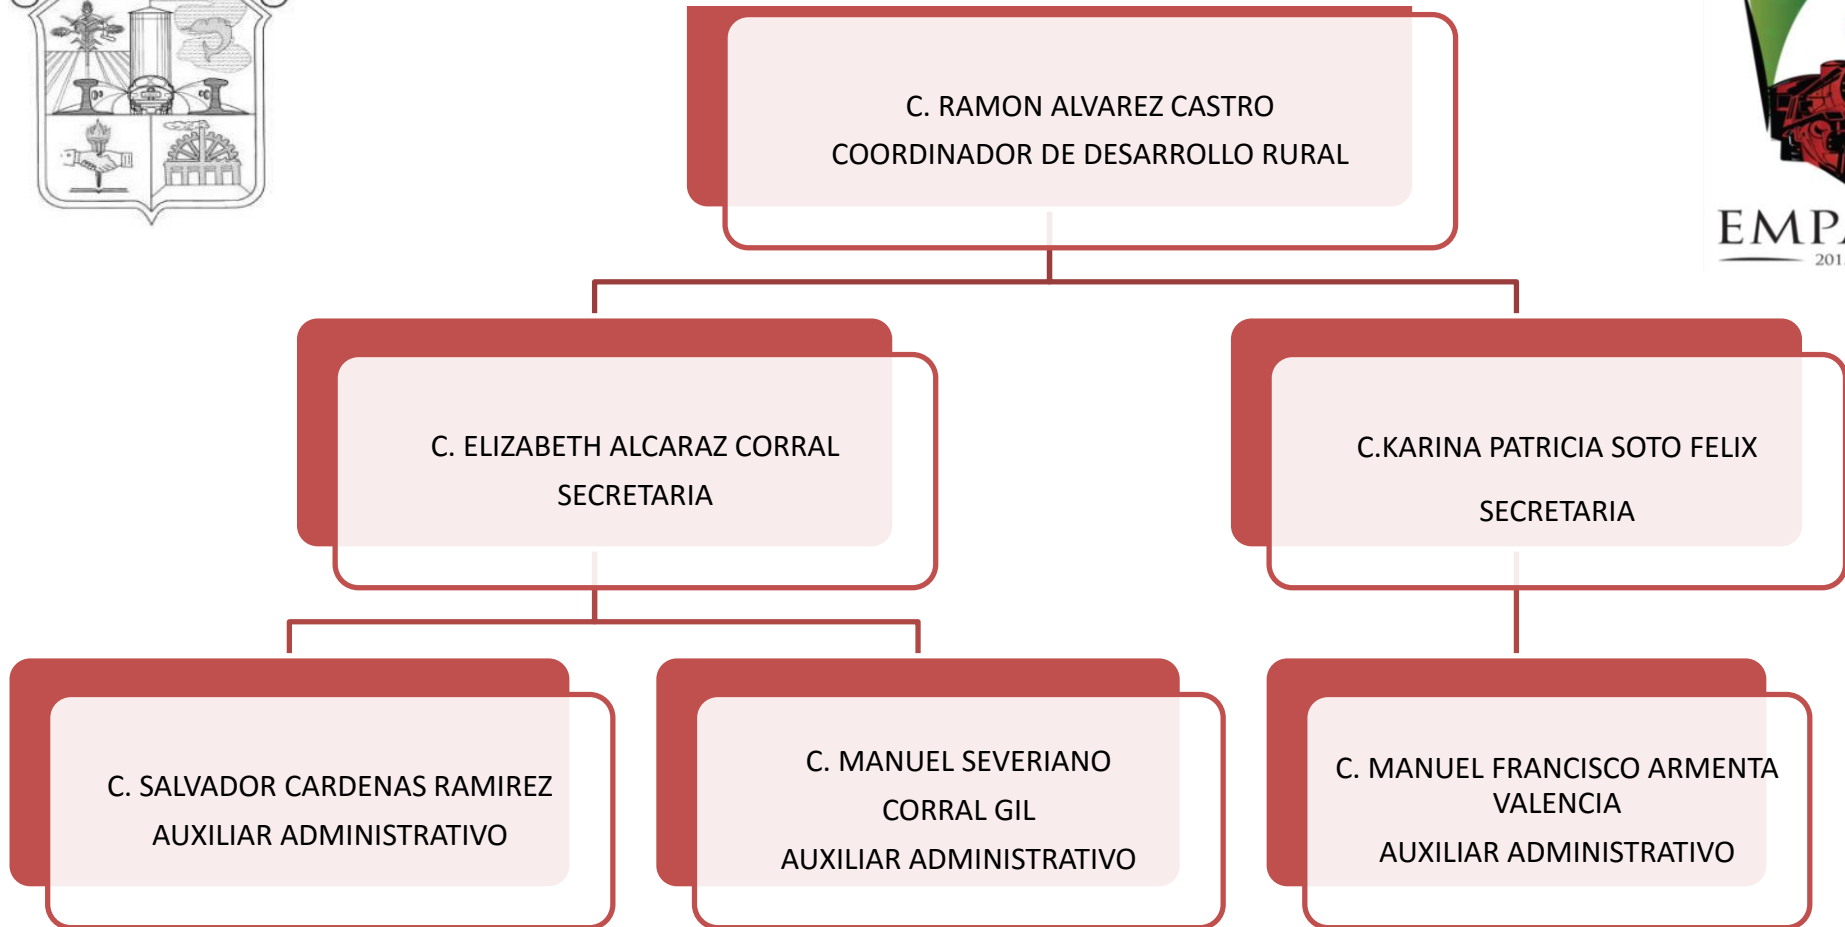 C. RAMON ALVAREZ CASTRO
COORDINADOR DE DESARROLLO RURAL
C. ELIZABETH ALCARAZ CORRAL
SECRETARIA
C.KARINA PATRICIA SOTO FELIX
SECRETARIA
C. SALVADOR CARDENAS RAMIREZ
AUXILIAR ADMINISTRATIVO
C. MANUEL SEVERIANO
CORRAL GIL
AUXILIAR ADMINISTRATIVO
C. MANUEL FRANCISCO ARMENTA
VALENCIA
AUXILIAR ADMINISTRATIVO